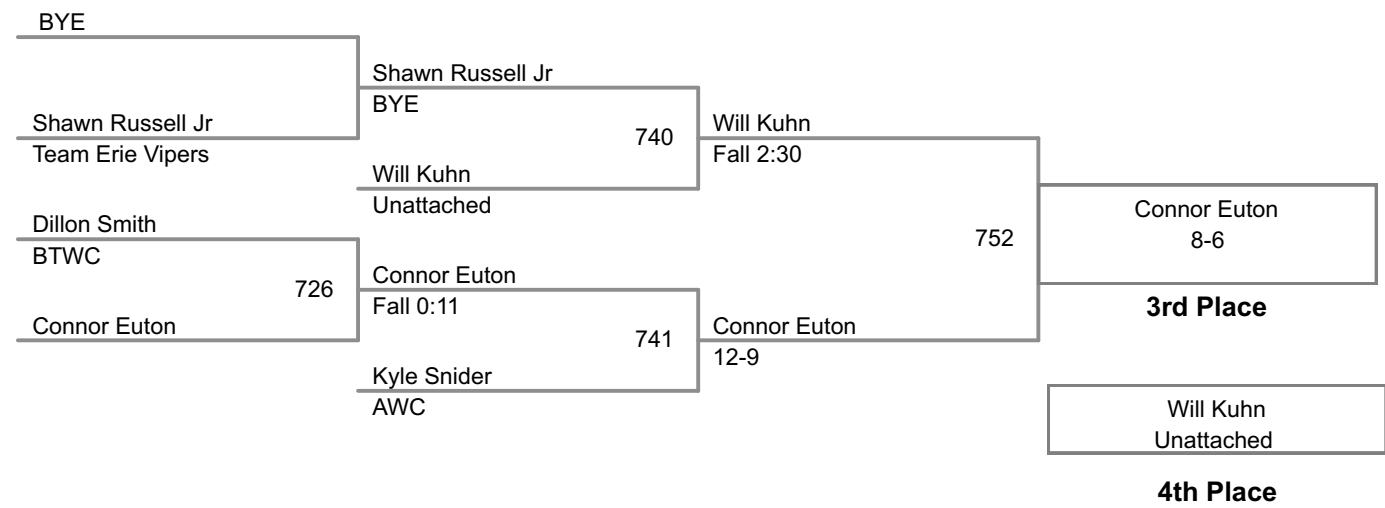 BYE
Shawn Russell Jr
Team Erie Vipers
Dillon Smith
BTWC
726
Connor Euton
Shawn Russell Jr
BYE
740
Will Kuhn
Unattached
Connor Euton
Fall 0:11
741
Kyle Snider
AWC
Will Kuhn
Fall 2:30
752
Connor Euton
12-9
Connor Euton
8-6
3rd Place
Will Kuhn
Unattached
4th Place